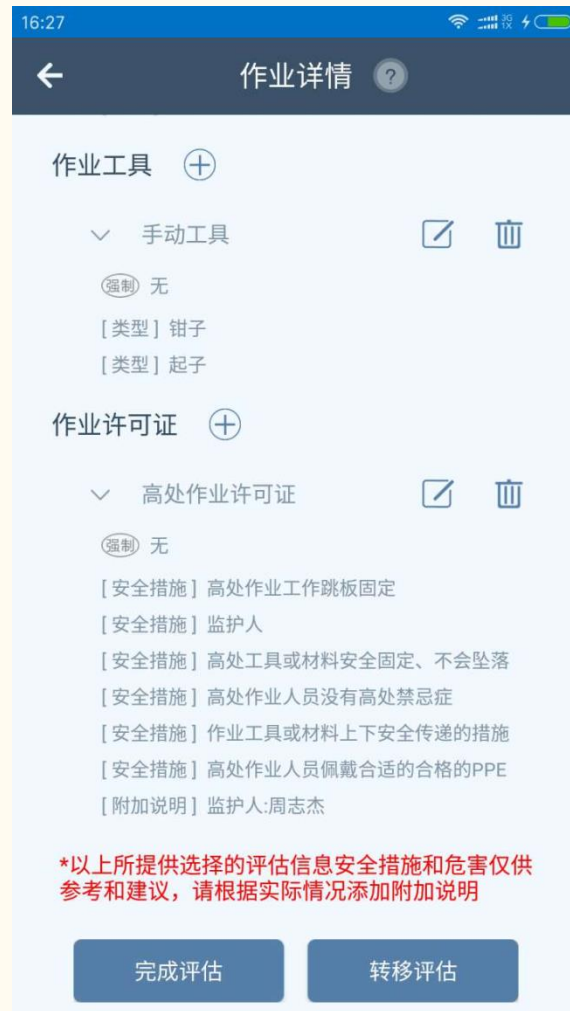 16:27
3G
1X
作业详情 ?
作业工具
手动工具
强制 无
[类型] 钳子
[类型] 起子
作业许可证
高处作业许可证
强制 无
[安全措施] 高处作业工作跳板固定
[安全措施] 监护人
[安全措施] 高处工具或材料安全固定、不会坠落
[安全措施] 高处作业人员没有高处禁忌症
[安全措施] 作业工具或材料上下安全传递的措施
[安全措施] 高处作业人员佩戴合适的合格的PPE
[附加说明] 监护人:周志杰
*以上所提供选择的评估信息安全措施和危害仅供
参考和建议，请根据实际情况添加附加说明
完成评估
转移评估